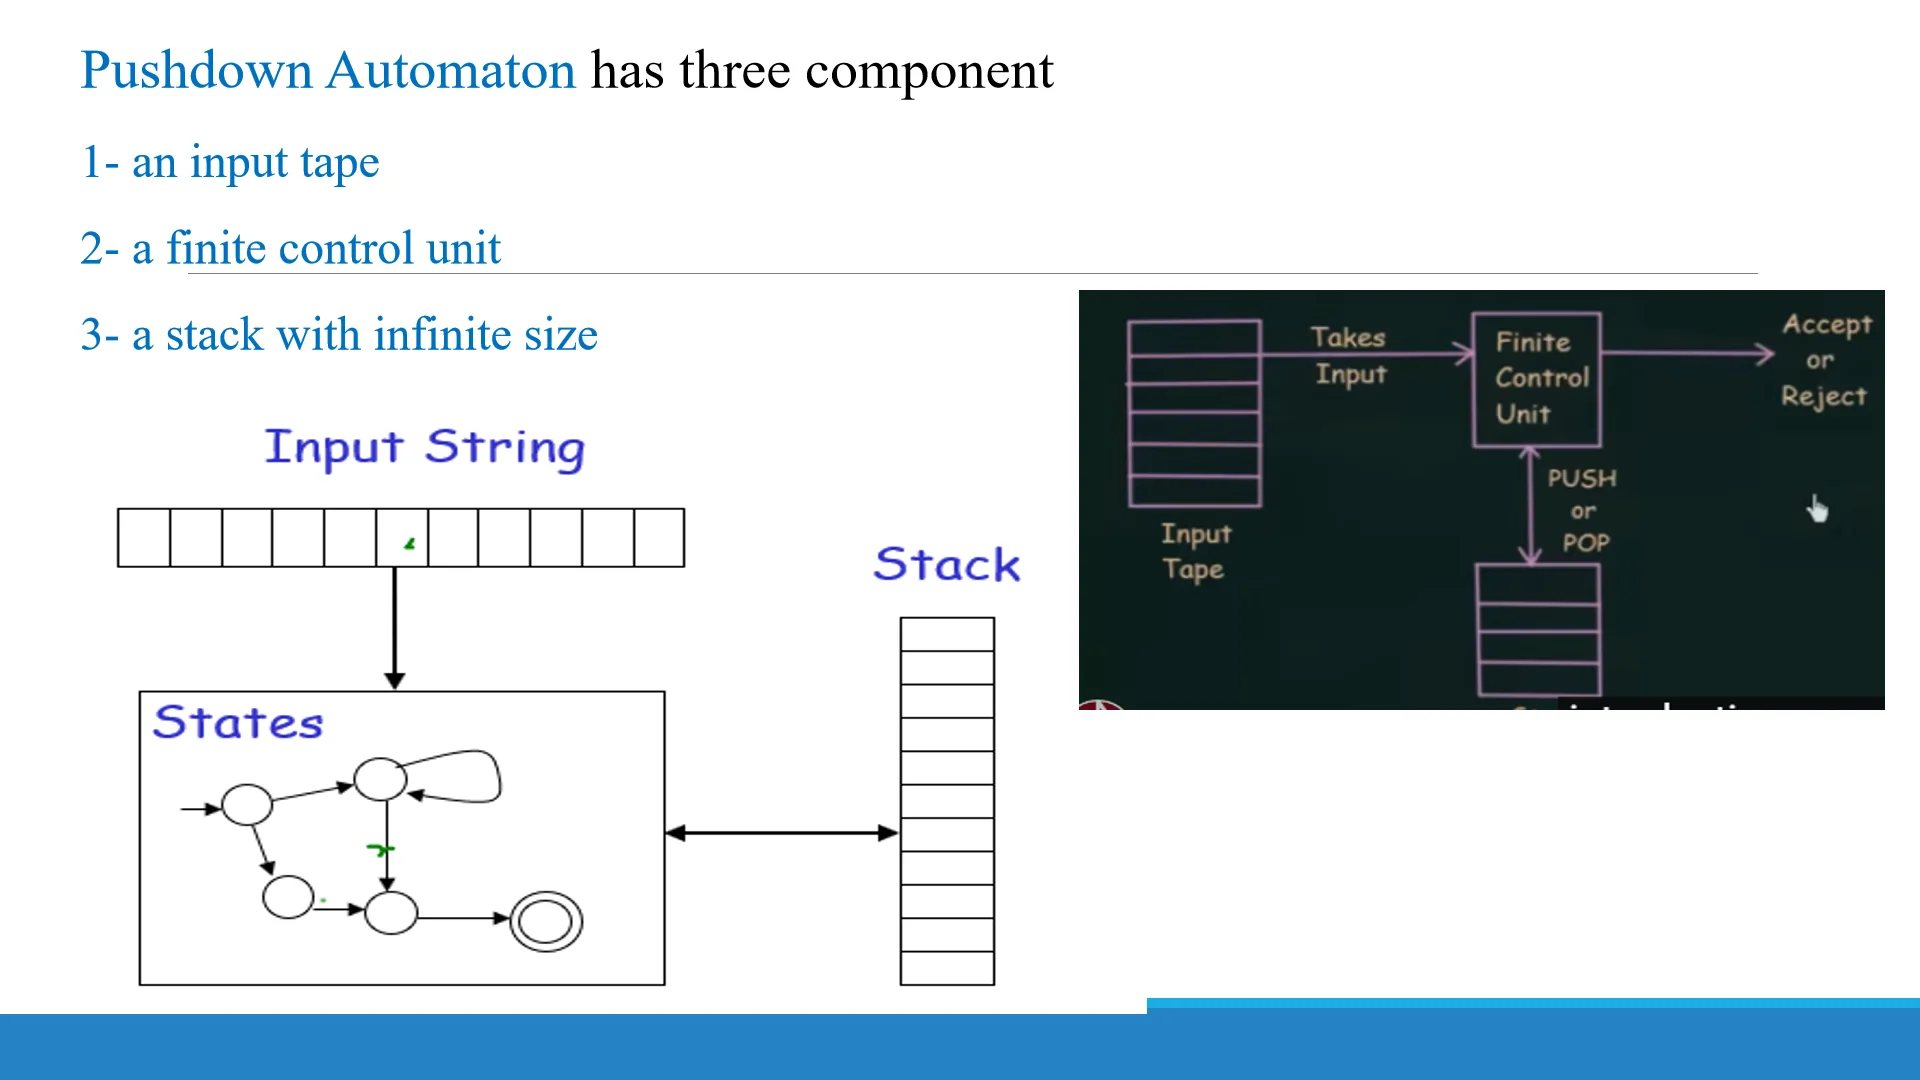 Pushdown Automaton has three component
1- an input tape
2- a finite control unit
3- a stack with infinite size
Input String
Stack
States
Takes
Input
Finite
Control
Unit
Accept
or
Reject
PUSH
or
POP
Input
Tape